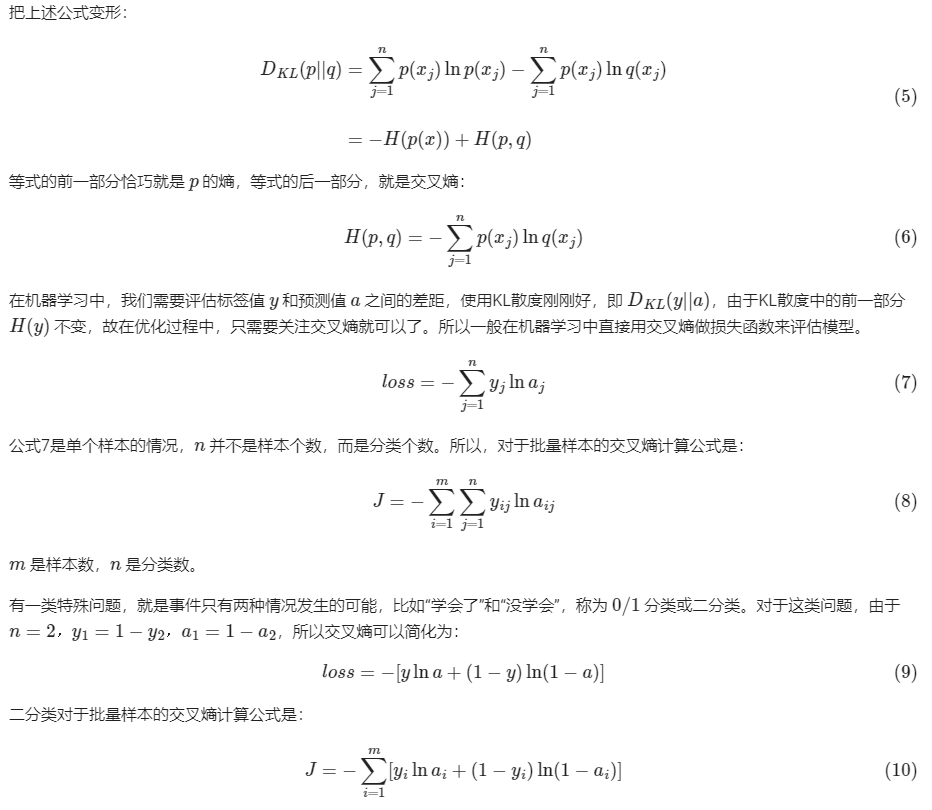 把上述公式变形：
$$D_{KL}(p||q) = \sum_{j=1}^{n} p(x_j) \ln p(x_j) - \sum_{j=1}^{n} p(x_j) \ln q(x_j)$$
(5)
$$= -H(p(x)) + H(p,q)$$
等式的前一部分恰巧就是 $p$ 的熵，等式的后一部分，就是交叉熵：
$$H(p,q) = -\sum_{j=1}^{n} p(x_j) \ln q(x_j)$$ (6)
在机器学习中，我们需要评估标签值 $y$ 和预测值 $a$ 之间的差距，使用KL散度刚刚好，即 $D_{KL}(y||a)$，由于KL散度中的前一部分
$H(y)$ 不变，故在优化过程中，只需要关注交叉熵就可以了。所以一般在机器学习中直接用交叉熵做损失函数来评估模型。
$$loss = -\sum_{j=1}^{n} y_j \ln a_j$$ (7)
公式7是单个样本的情况，$n$ 并不是样本个数，而是分类个数。所以，对于批量样本的交叉熵计算公式是：
$$J = -\sum_{i=1}^{m} \sum_{j=1}^{n} y_{ij} \ln a_{ij}$$ (8)
$m$ 是样本数，$n$ 是分类数。
有一类特殊问题，就是事件只有两种情况发生的可能，比如“学会了”和“没学会”，称为 $0/1$ 分类或二分类。对于这类问题，由于
$n = 2$，$y_1 = 1 - y_2$，$a_1 = 1 - a_2$，所以交叉熵可以简化为：
$$loss = -[y \ln a + (1 - y) \ln(1 - a)]$$ (9)
二分类对于批量样本的交叉熵计算公式是：
$$J = -\sum_{i=1}^{m} [y_i \ln a_i + (1 - y_i) \ln(1 - a_i)]$$ (10)